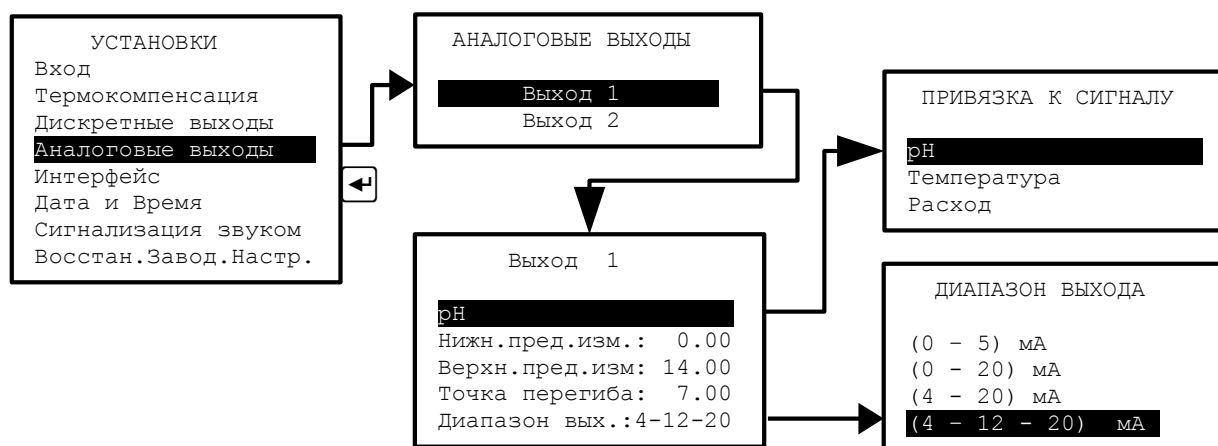 УСТАНОВКИ
Вход
Термокомпенсация
Дискретные выходы
Аналоговые выходы
Интерфейс
Дата и Время
Сигнализация звуком
Восстан.Завод.Настр.
АНАЛОГОВЫЕ ВЫХОДЫ
Выход 1
Выход 2
Выход 1
pH
Нижн.пред.изм.: 0.00
Верхн.пред.изм: 14.00
Точка перегиба: 7.00
Диапазон вых.:4-12-20
ПРИВЯЗКА К СИГНАЛУ
pH
Температура
Расход
ДИАПАЗОН ВЫХОДА
(0 – 5) мА
(0 - 20) мА
(4 - 20) мА
(4 – 12 - 20) мА